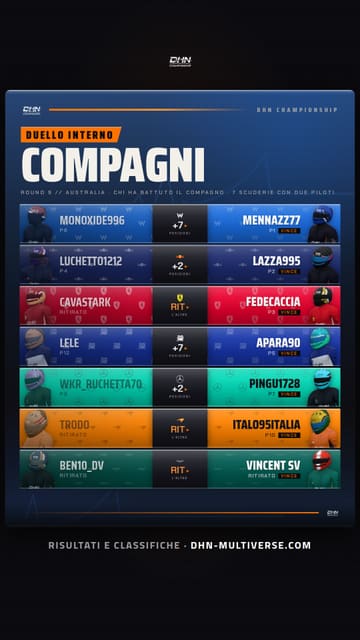 DHN
CHAMPIONSHIP
DHN
DHN CHAMPIONSHIP
DUELLO INTERNO
COMPAGNI
ROUND 9 // AUSTRALIA · CHI HA BATTUTO IL COMPAGNO · 7 SCUDERIE CON DUE PILOTI
MONOXIDE996 +7 MENNAZZ77
P8 POSIZIONI P1 VINCE
LUCHETTO1212 +2 LAZZA995
P4 POSIZIONI P2 VINCE
CAVASTARK RIT FEDECACCIA
RITIRATO L'ALTRO P3 VINCE
LELE +7 APARA90
P12 POSIZIONI P5 VINCE
WKR_RUCHETTA70 +2 PINGU1728
POSIZIONI P7 VINCE
TRODO RIT ITALO95ITALIA
RITIRATO L'ALTRO P10 VINCE
BEN10_DV RIT VINCENT SV
RITIRATO L'ALTRO RITIRATO VINCE
DHN
RISULTATI E CLASSIFICHE · DHN-MULTIVERSE.COM